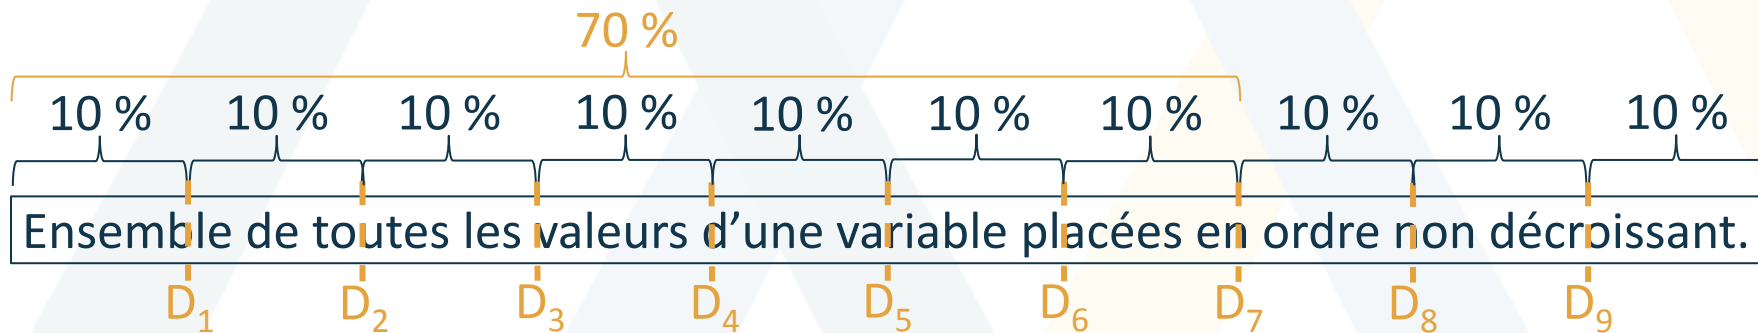 70 %
10 % 10 % 10 % 10 % 10 % 10 % 10 % 10 % 10 % 10 %
Ensemble de toutes les valeurs d’une variable placées en ordre non décroissant.
D₁ D₂ D₃ D₄ D₅ D₆ D₇ D₈ D₉